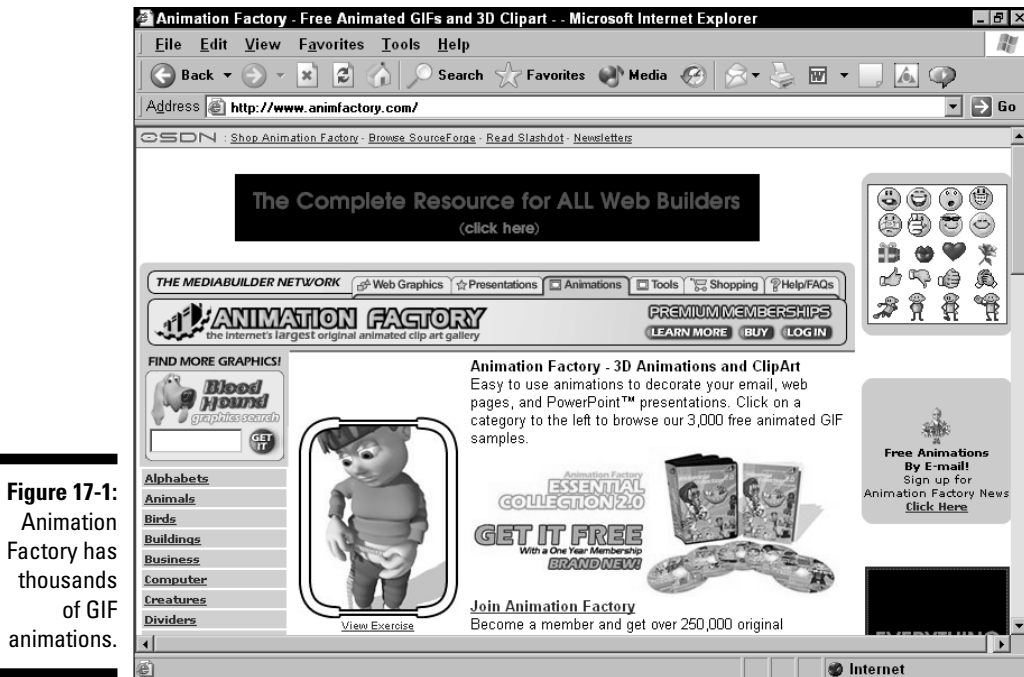 Animation Factory - Free Animated GIFs and 3D Clipart - - Microsoft Internet Explorer
File Edit View Favorites Tools Help
Back Search Favorites Media
Address http://www.animfactory.com/ Go
OSDN : Shop Animation Factory - Browse SourceForge - Read Slashdot - Newsletters
The Complete Resource for ALL Web Builders
(click here)
THE MEDIABUILDER NETWORK Web Graphics Presentations Animations Tools Shopping Help/FAQs
ANIMATION FACTORY
the internet's largest original animated clip art gallery
PREMIUM MEMBERSHIPS
LEARN MORE BUY LOG IN
FIND MORE GRAPHICS!
Blood
Hound
graphics search
GET
IT
Alphabets
Animals
Birds
Buildings
Business
Computer
Creatures
Dividers
View Exercise
Animation Factory - 3D Animations and ClipArt
Easy to use animations to decorate your email, web
pages, and PowerPoint™ presentations. Click on a
category to the left to browse our 3,000 free animated GIF
samples.
Animation Factory
ESSENTIAL
COLLECTION 2.0
GET IT FREE
With a One Year Membership
BRAND NEW!
Join Animation Factory
Become a member and get over 250,000 original
Free Animations
By E-mail!
Sign up for
Animation Factory News
Click Here
EVERYTHING
Internet
Figure 17-1:
Animation
Factory has
thousands
of GIF
animations.